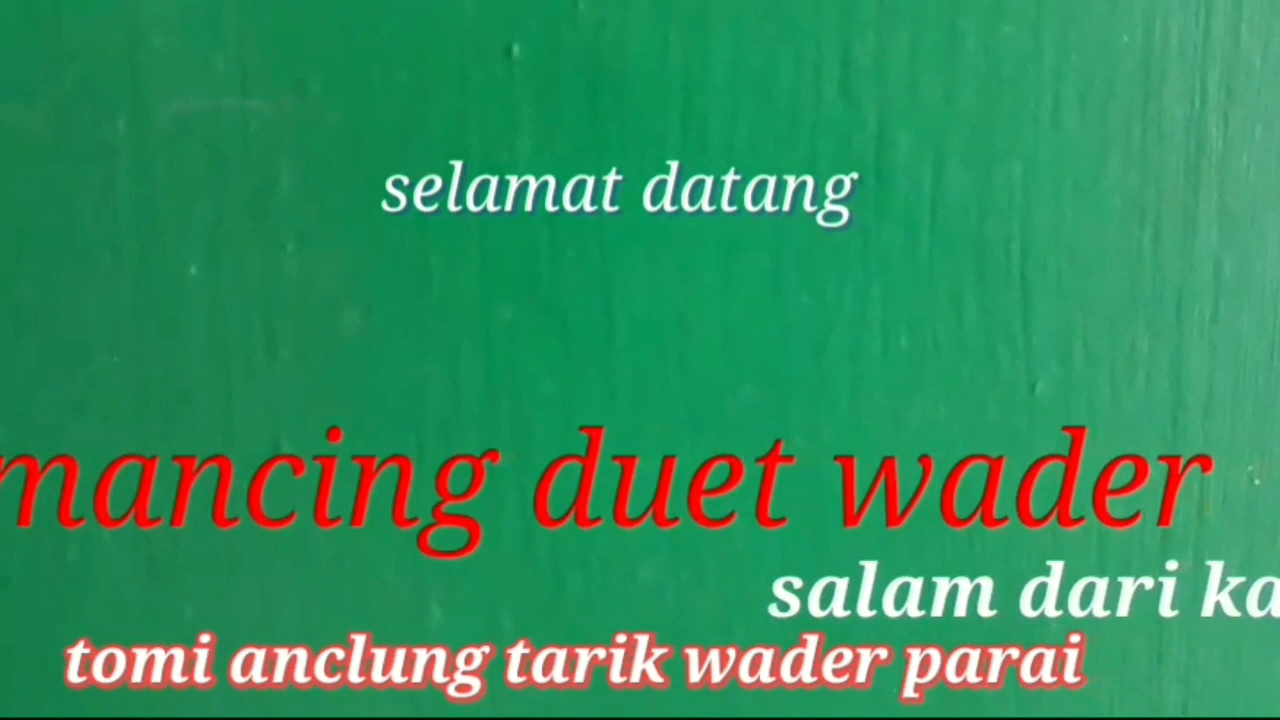 selamat datang
mancing duet wader
salam dari
tomi anclung tarik wader parai